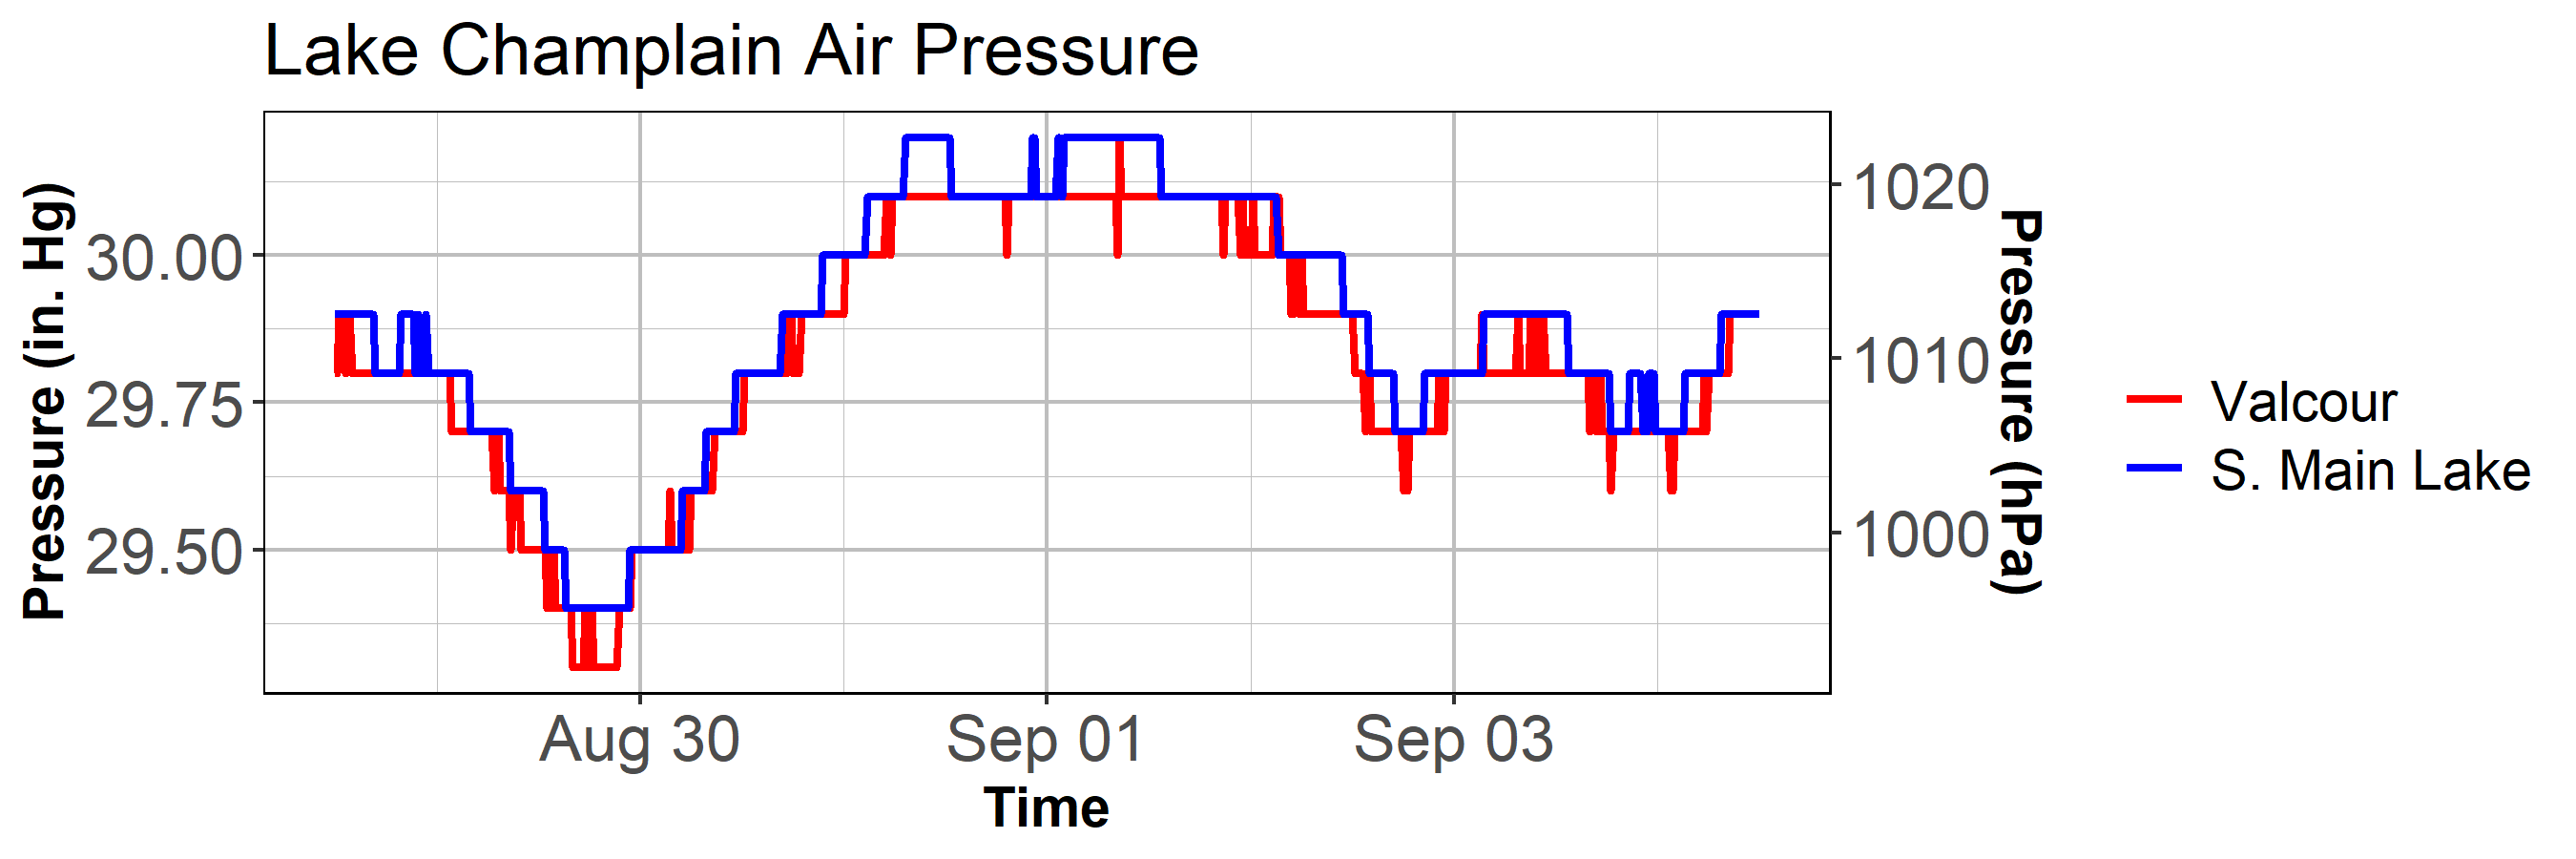 Lake Champlain Air Pressure
Pressure (in. Hg)
30.00
29.75
29.50
1020
1010
1000
Pressure (hPa)
Aug 30
Sep 01
Sep 03
Time
Valcour
S. Main Lake